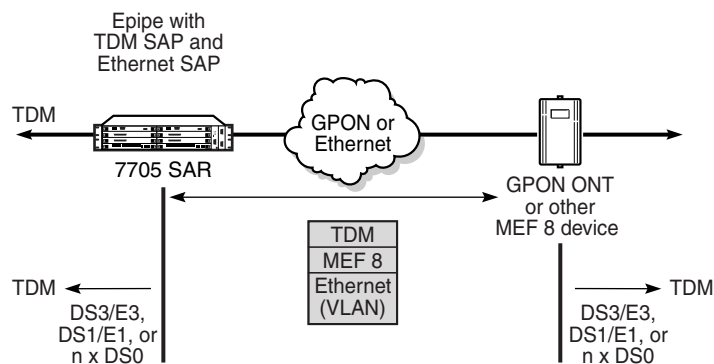 Epipe with
TDM SAP and
Ethernet SAP
TDM
GPON or
Ethernet
7705 SAR
GPON ONT
or other
MEF 8 device
TDM
MEF 8
Ethernet
(VLAN)
TDM
DS3/E3,
DS1/E1, or
n x DS0
TDM
DS3/E3,
DS1/E1, or
n x DS0